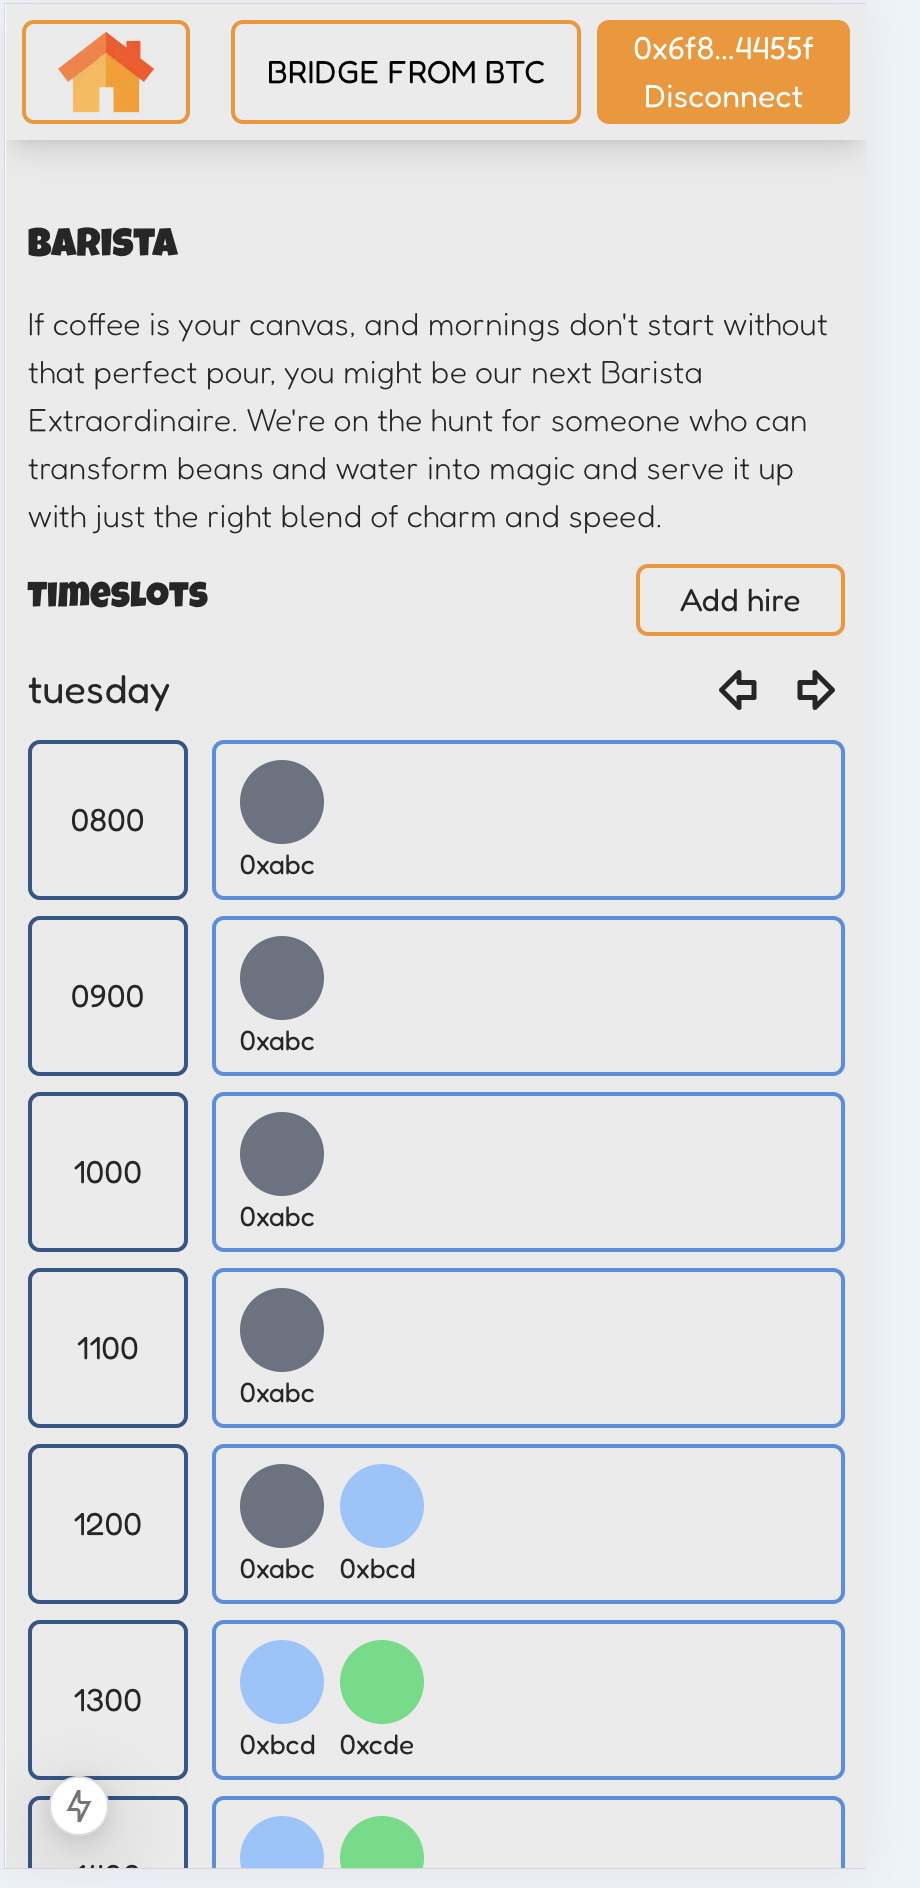 BRIDGE FROM BTC
0x6f8...4455f
Disconnect
BARISTA
If coffee is your canvas, and mornings don't start without
that perfect pour, you might be our next Barista
Extraordinaire. We're on the hunt for someone who can
transform beans and water into magic and serve it up
with just the right blend of charm and speed.
TImeSLOTS
Add hire
tuesday
0800
0xabc
0900
0xabc
1000
0xabc
1100
0xabc
1200
0xabc 0xbcd
1300
0xbcd 0xcde